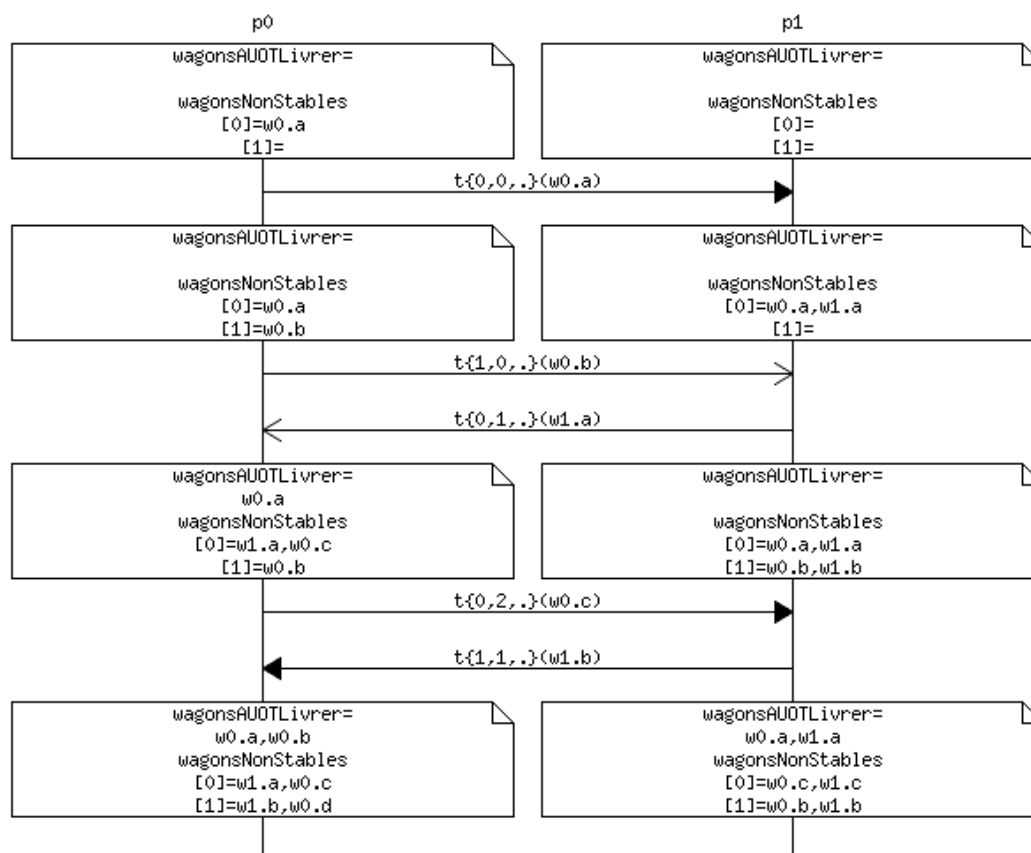 p0
p1
wagonsAUOTLivrer=
wagonsNonStables
[0]=w0.a
[1]=
wagonsAUOTLivrer=
wagonsNonStables
[0]=
[1]=
t{0,0,.}(w0.a)
wagonsAUOTLivrer=
wagonsNonStables
[0]=w0.a
[1]=w0.b
wagonsAUOTLivrer=
wagonsNonStables
[0]=w0.a,w1.a
[1]=
t{1,0,.}(w0.b)
t{0,1,.}(w1.a)
wagonsAUOTLivrer=
w0.a
wagonsNonStables
[0]=w1.a,w0.c
[1]=w0.b
wagonsAUOTLivrer=
wagonsNonStables
[0]=w0.a,w1.a
[1]=w0.b,w1.b
t{0,2,.}(w0.c)
t{1,1,.}(w1.b)
wagonsAUOTLivrer=
w0.a,w0.b
wagonsNonStables
[0]=w1.a,w0.c
[1]=w1.b,w0.d
wagonsAUOTLivrer=
w0.a,w1.a
wagonsNonStables
[0]=w0.c,w1.c
[1]=w0.b,w1.b